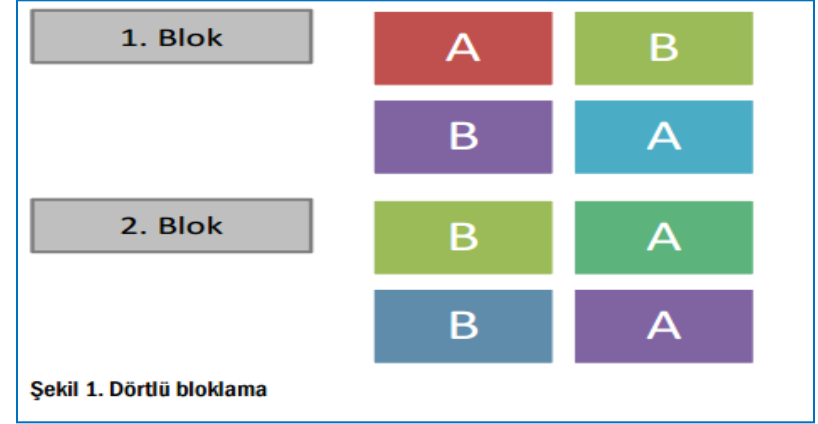 1. Blok A B
B A
2. Blok B A
B A
Şekil 1. Dörtlü bloklama